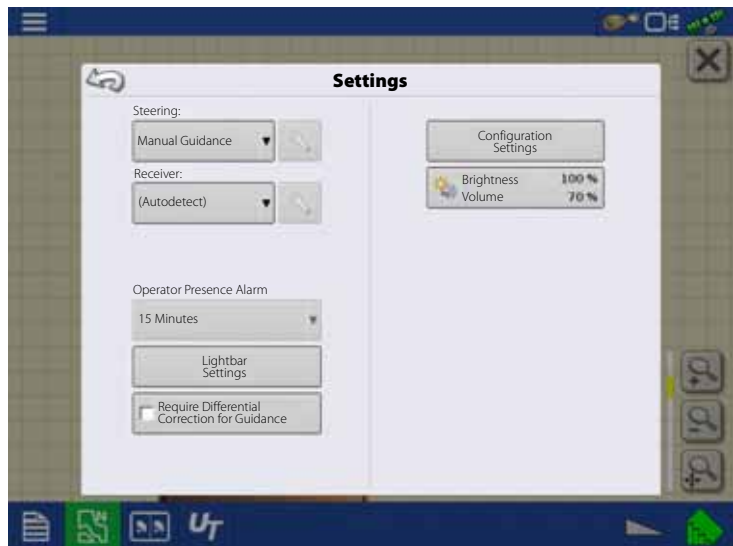 Settings
Steering:
Manual Guidance
Receiver:
(Autodetect)
Operator Presence Alarm
15 Minutes
Lightbar
Settings
Require Differential
Correction for Guidance
Configuration
Settings
Brightness 100 %
Volume 70 %
UT